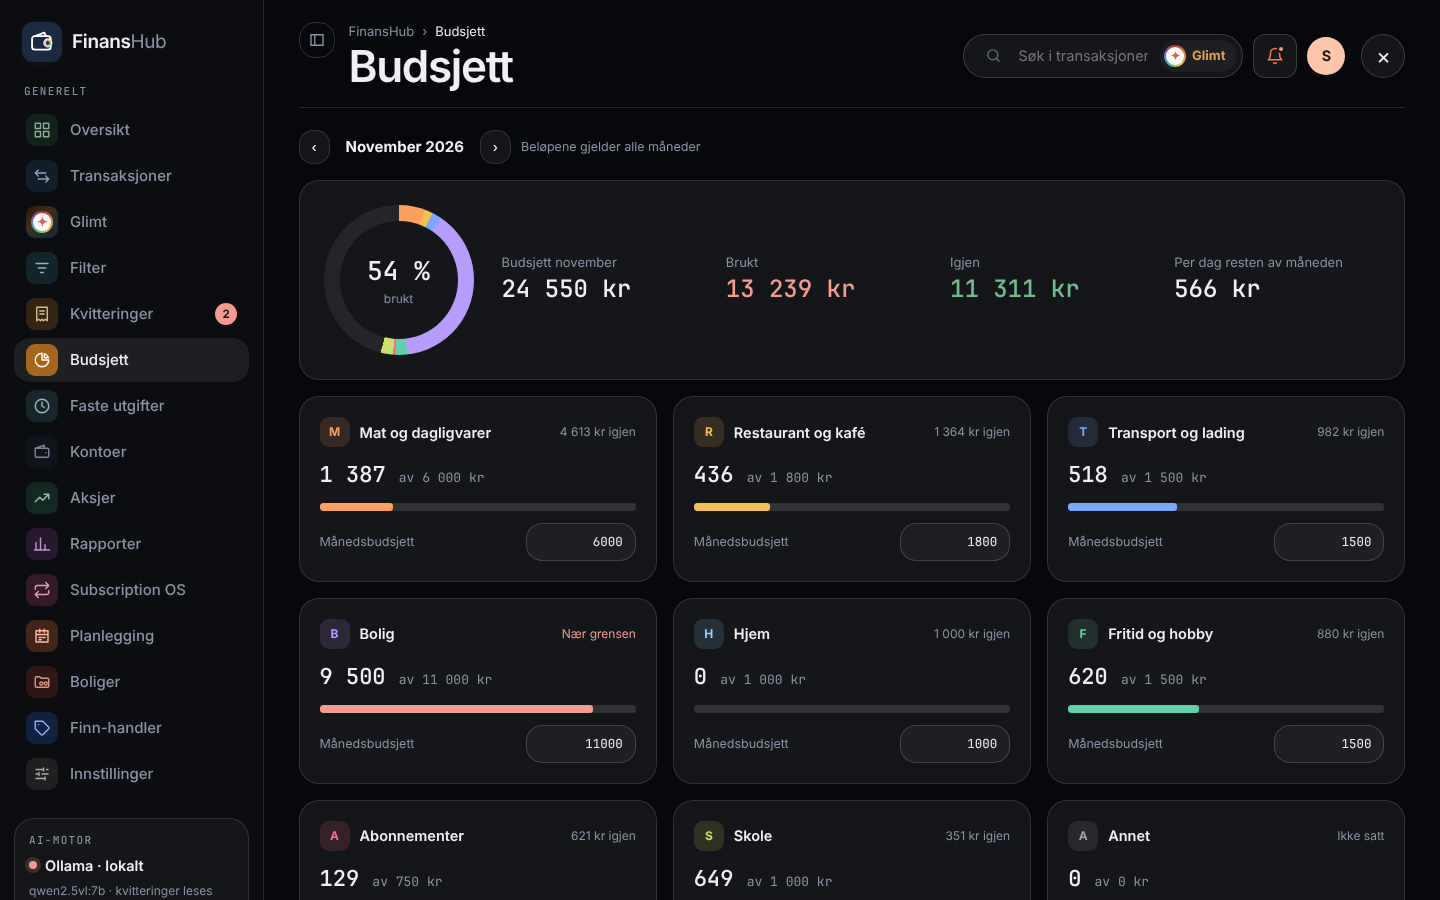 FinansHub
GENERELT
Oversikt
Transaksjoner
Glimt
Filter
Kvitteringer 2
Budsjett
Faste utgifter
Kontoer
Aksjer
Rapporter
Subscription OS
Planlegging
Boliger
Finn-handler
Innstillinger
AI-MOTOR
Ollama · lokalt
qwen2.5vl:7b · kvitteringer leses
FinansHub › Budsjett
Budsjett
Søk i transaksjoner Glimt S ×
‹ November 2026 › Beløpene gjelder alle måneder
54 %
brukt
Budsjett november
24 550 kr
Brukt
13 239 kr
Igjen
11 311 kr
Per dag resten av måneden
566 kr
M Mat og dagligvarer 4 613 kr igjen
1 387 av 6 000 kr
Månedsbudsjett 6000
R Restaurant og kafé 1 364 kr igjen
436 av 1 800 kr
Månedsbudsjett 1800
T Transport og lading 982 kr igjen
518 av 1 500 kr
Månedsbudsjett 1500
B Bolig Nær grensen
9 500 av 11 000 kr
Månedsbudsjett 11000
H Hjem 1 000 kr igjen
0 av 1 000 kr
Månedsbudsjett 1000
F Fritid og hobby 880 kr igjen
620 av 1 500 kr
Månedsbudsjett 1500
A Abonnementer 621 kr igjen
129 av 750 kr
S Skole 351 kr igjen
649 av 1 000 kr
A Annet Ikke satt
0 av 0 kr